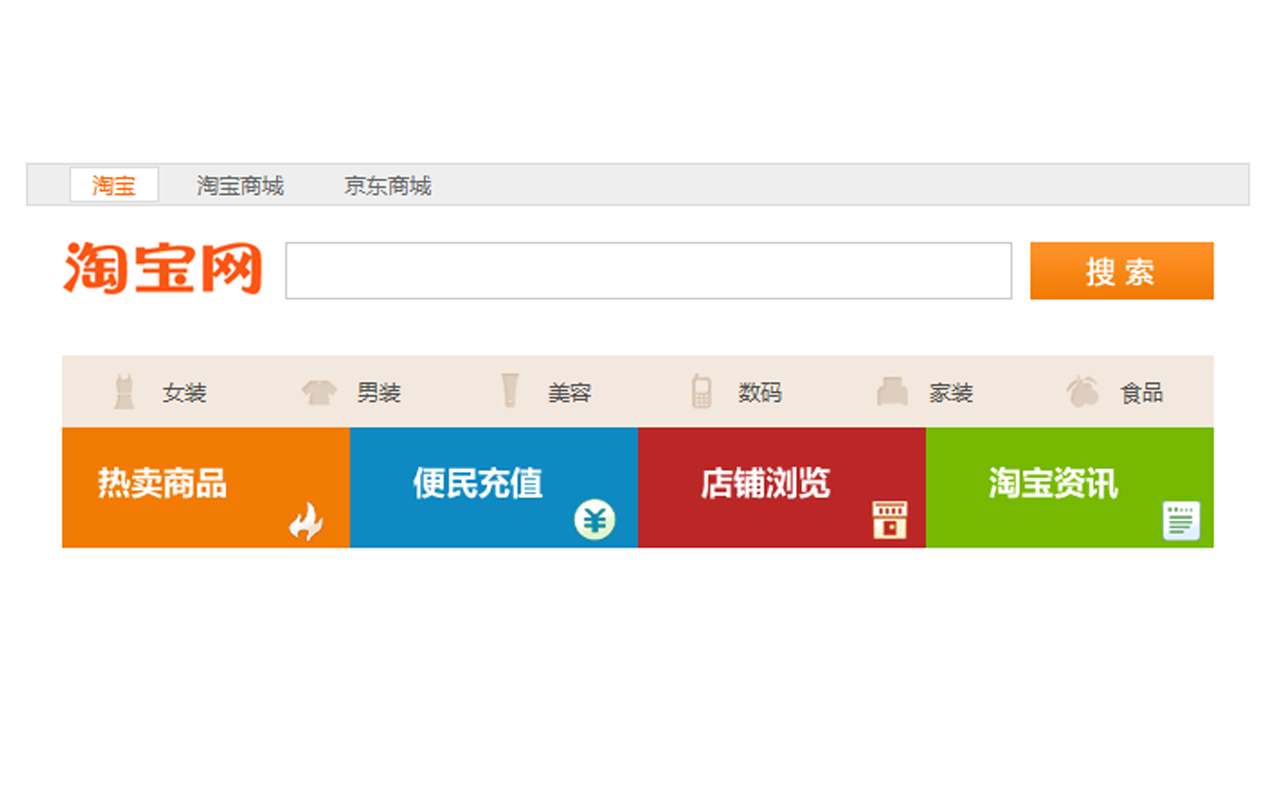 淘宝 淘宝商城 京东商城
淘宝网 搜索
女装 男装 美容 数码 家装 食品
热卖商品 便民充值 店铺浏览 淘宝资讯